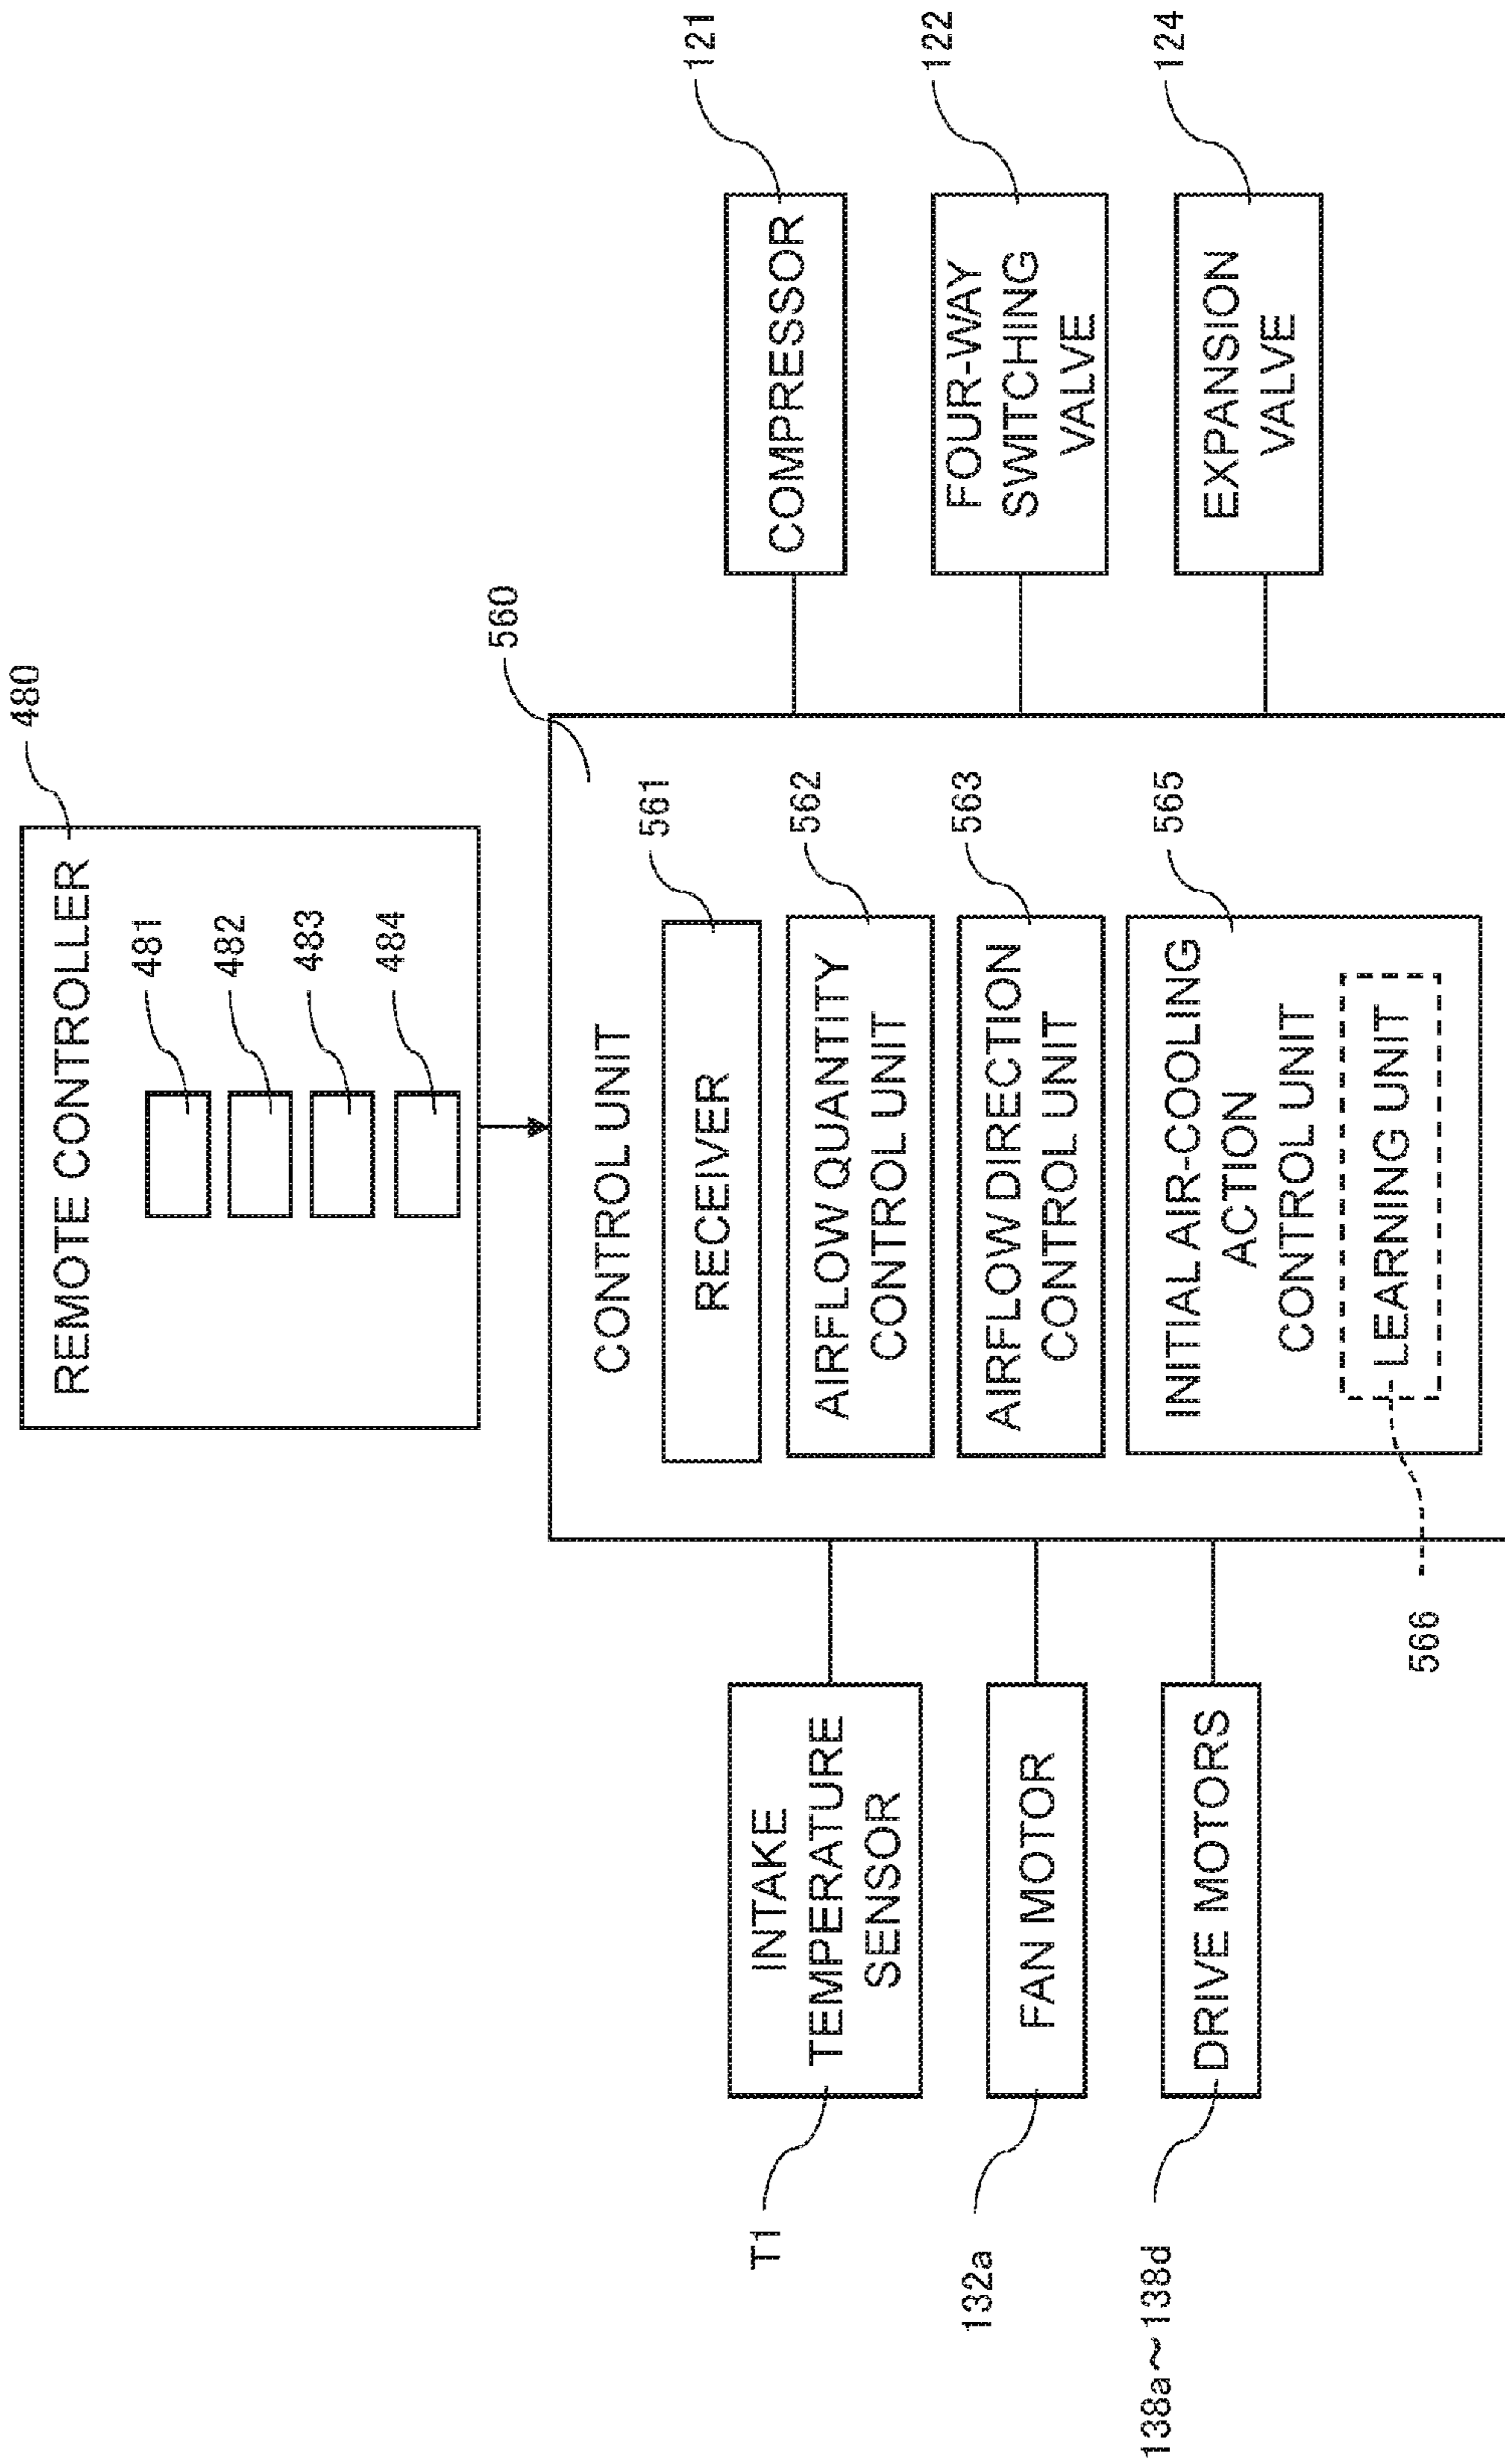 REMOTE CONTROLLER
480
481
482
483
484
560
CONTROL UNIT
561
RECEIVER
562
AIRFLOW QUANTITY
CONTROL UNIT
563
AIRFLOW DIRECTION
CONTROL UNIT
565
INITIAL AIR-COOLING
ACTION
CONTROL UNIT
LEARNING UNIT
566
T1
INTAKE
TEMPERATURE
SENSOR
132a
FAN MOTOR
138a～138d
DRIVE MOTORS
COMPRESSOR
121
FOUR-WAY
SWITCHING
VALVE
122
EXPANSION
VALVE
124